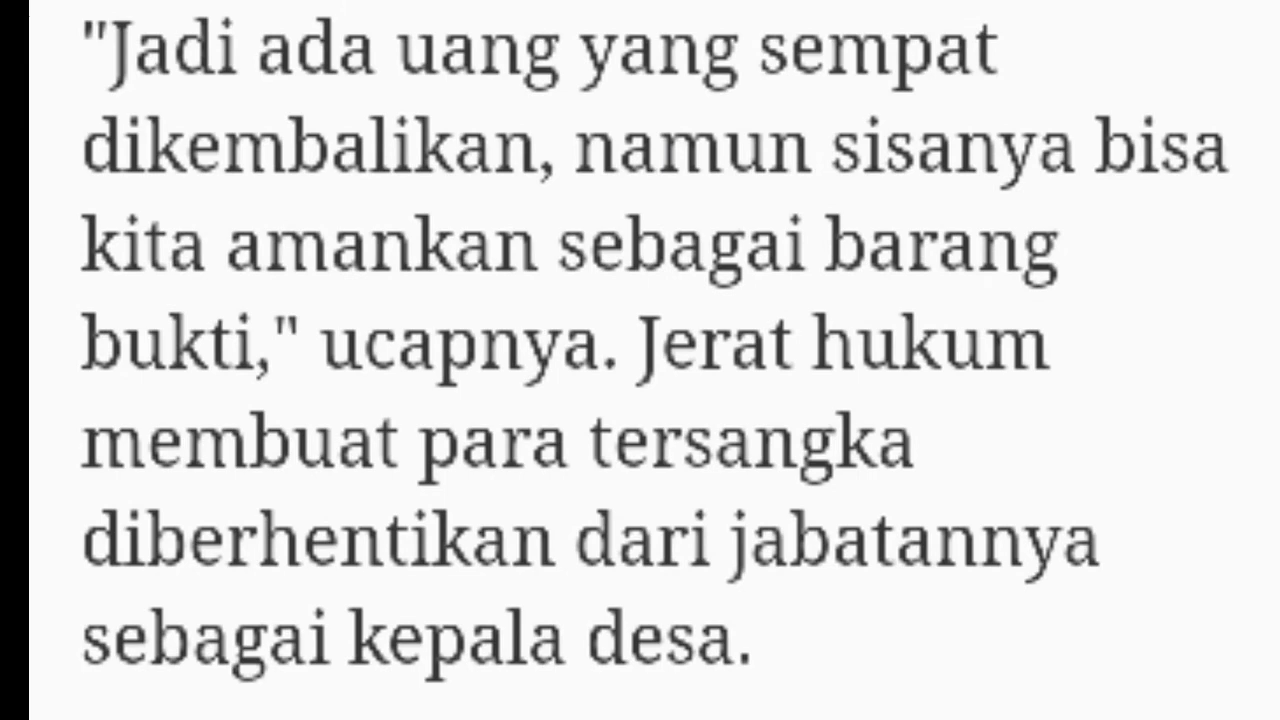 "Jadi ada uang yang sempat
dikembalikan, namun sisanya bisa
kita amankan sebagai barang
bukti," ucapnya. Jerat hukum
membuat para tersangka
diberhentikan dari jabatannya
sebagai kepala desa.